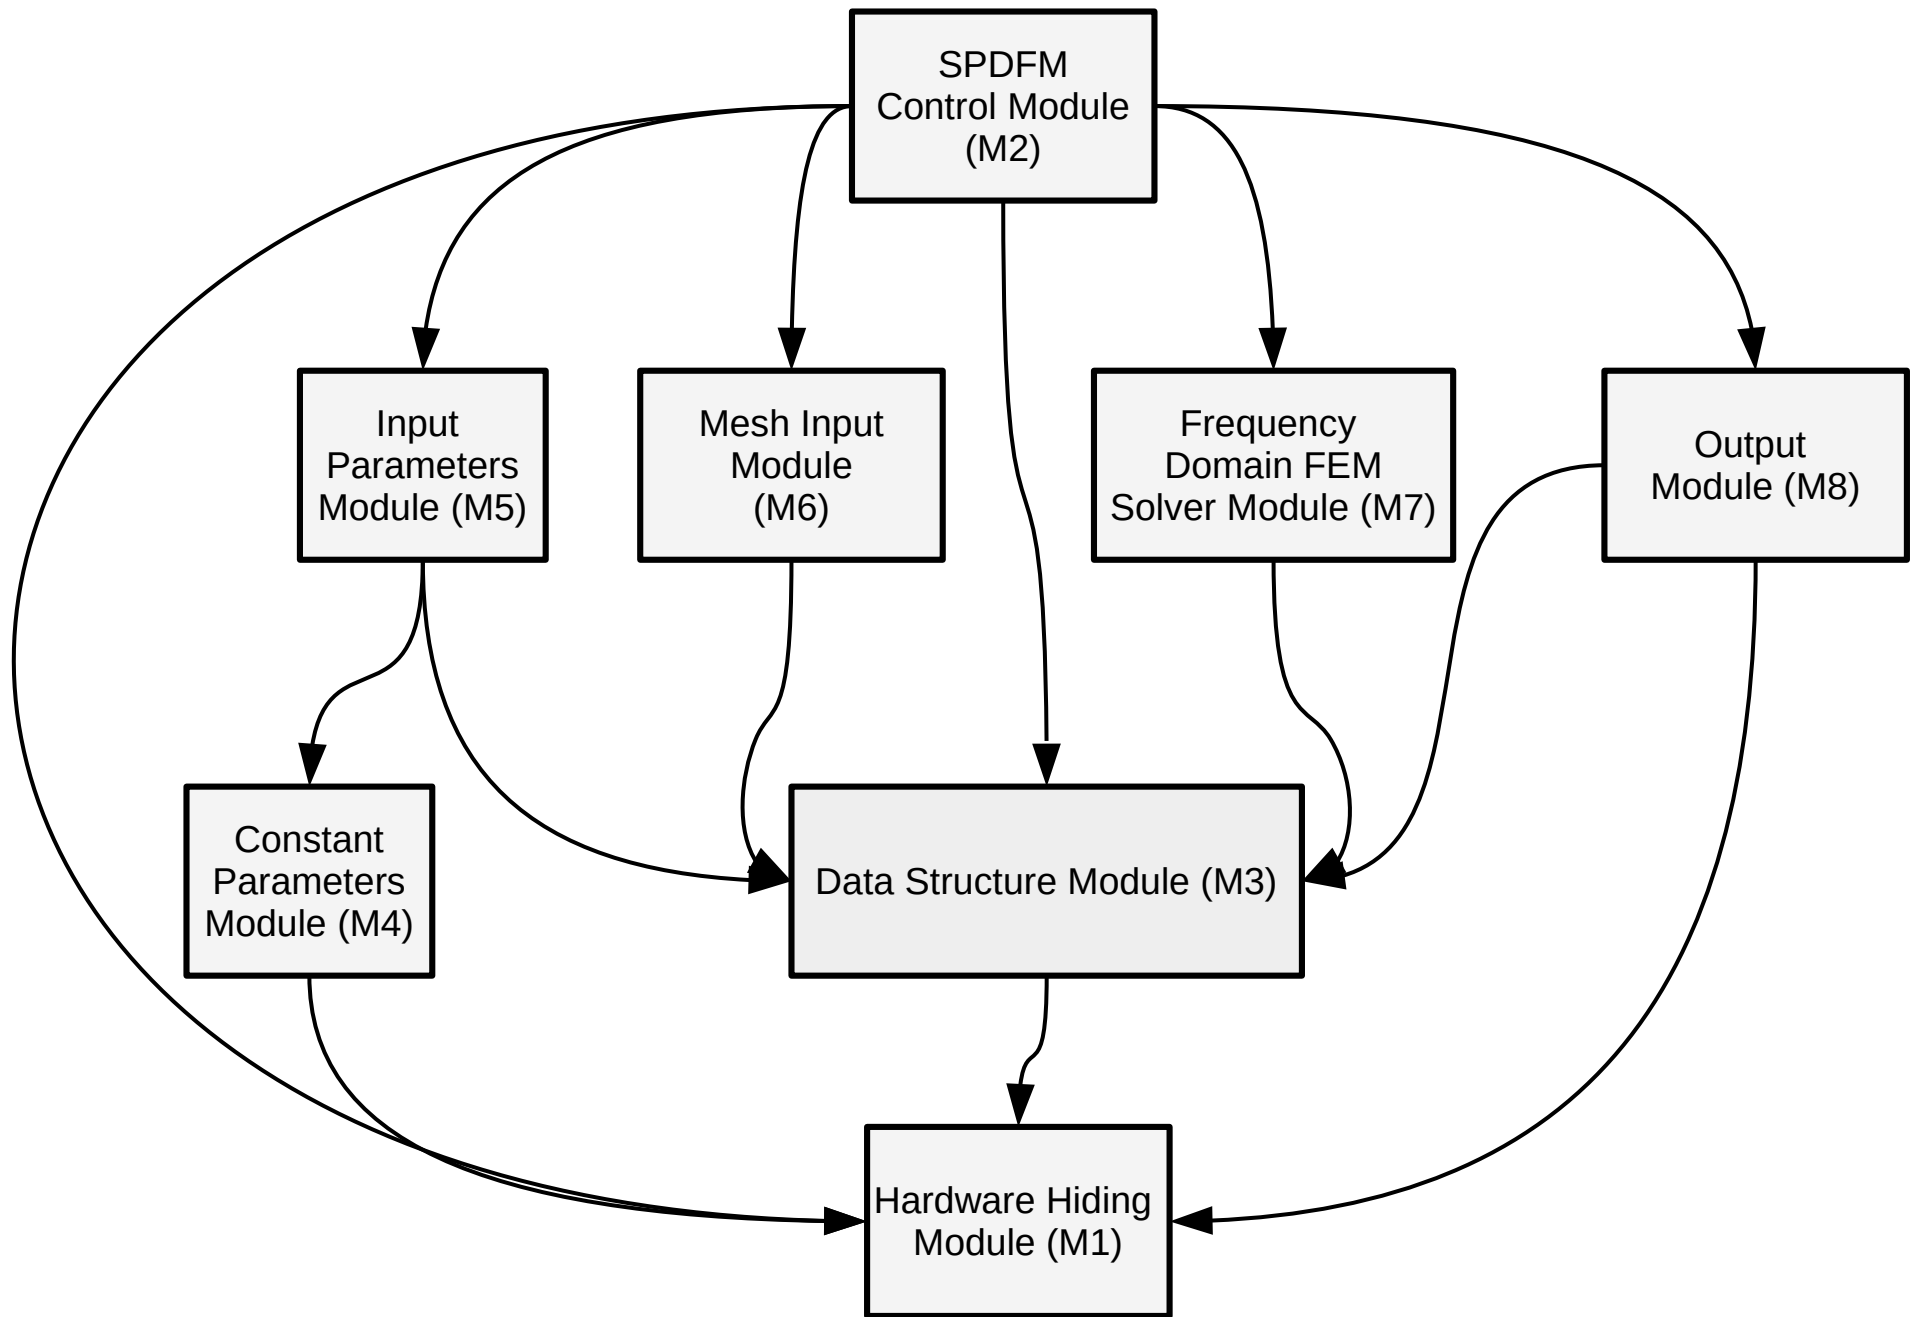 SPDFM
Control Module
(M2)
Input
Parameters
Module (M5)
Mesh Input
Module
(M6)
Frequency
Domain FEM
Solver Module (M7)
Output
Module (M8)
Constant
Parameters
Module (M4)
Data Structure Module (M3)
Hardware Hiding
Module (M1)